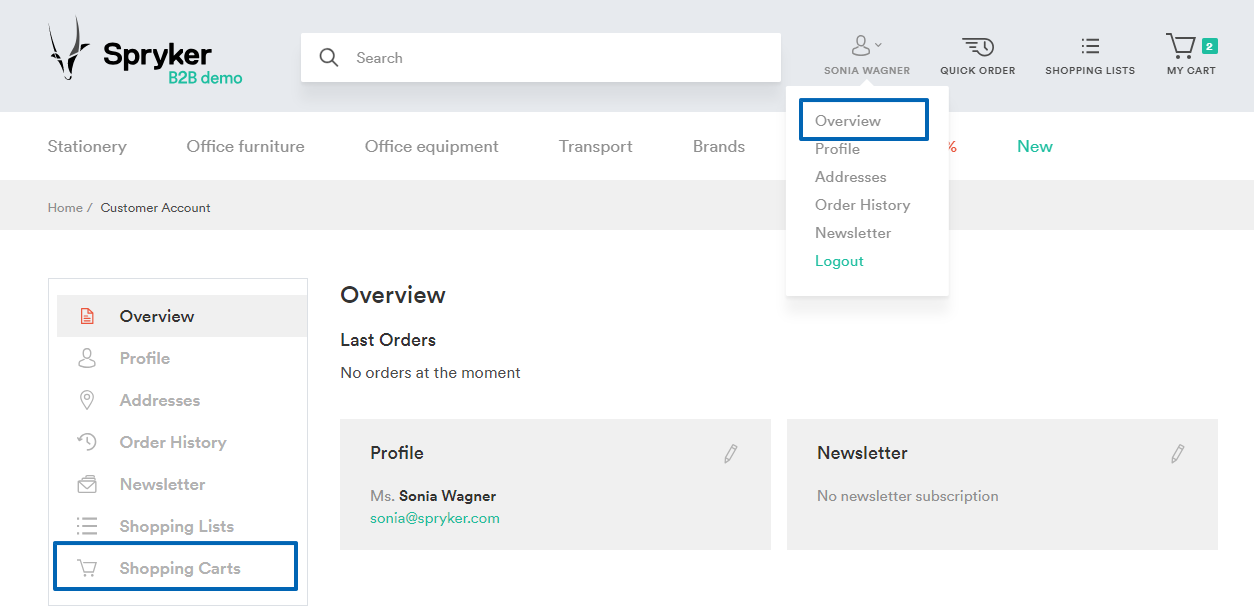 Spryker
B2B demo
Search
SONIA WAGNER
QUICK ORDER
SHOPPING LISTS
2
MY CART
Overview
Profile
Addresses
Order History
Newsletter
Logout
Stationery
Office furniture
Office equipment
Transport
Brands
%
New
Home / Customer Account
Overview
Profile
Addresses
Order History
Newsletter
Shopping Lists
Shopping Carts
Overview
Last Orders
No orders at the moment
Profile
Ms. Sonia Wagner
sonia@spryker.com
Newsletter
No newsletter subscription